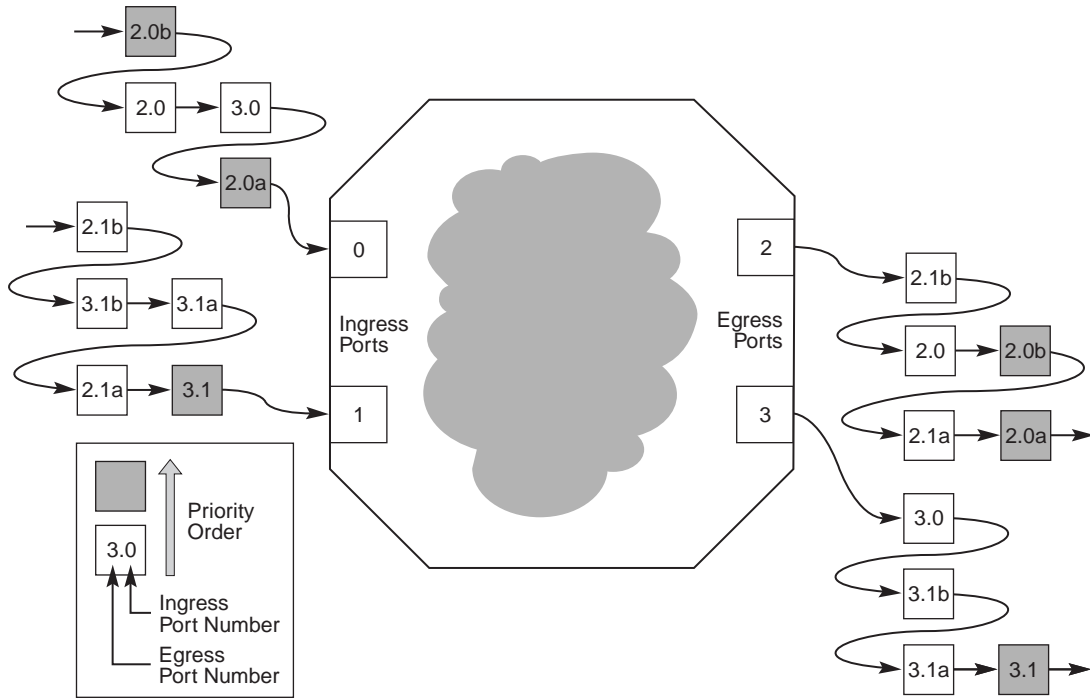 2.0b
2.0
3.0
2.0a
2.1b
3.1b
3.1a
2.1a
3.1
0
Ingress
Ports
1
2
Egress
Ports
3
2.1b
2.0
2.0b
2.1a
2.0a
3.0
3.1b
3.1a
3.1
Priority
Order
3.0
Ingress
Port Number
Egress
Port Number